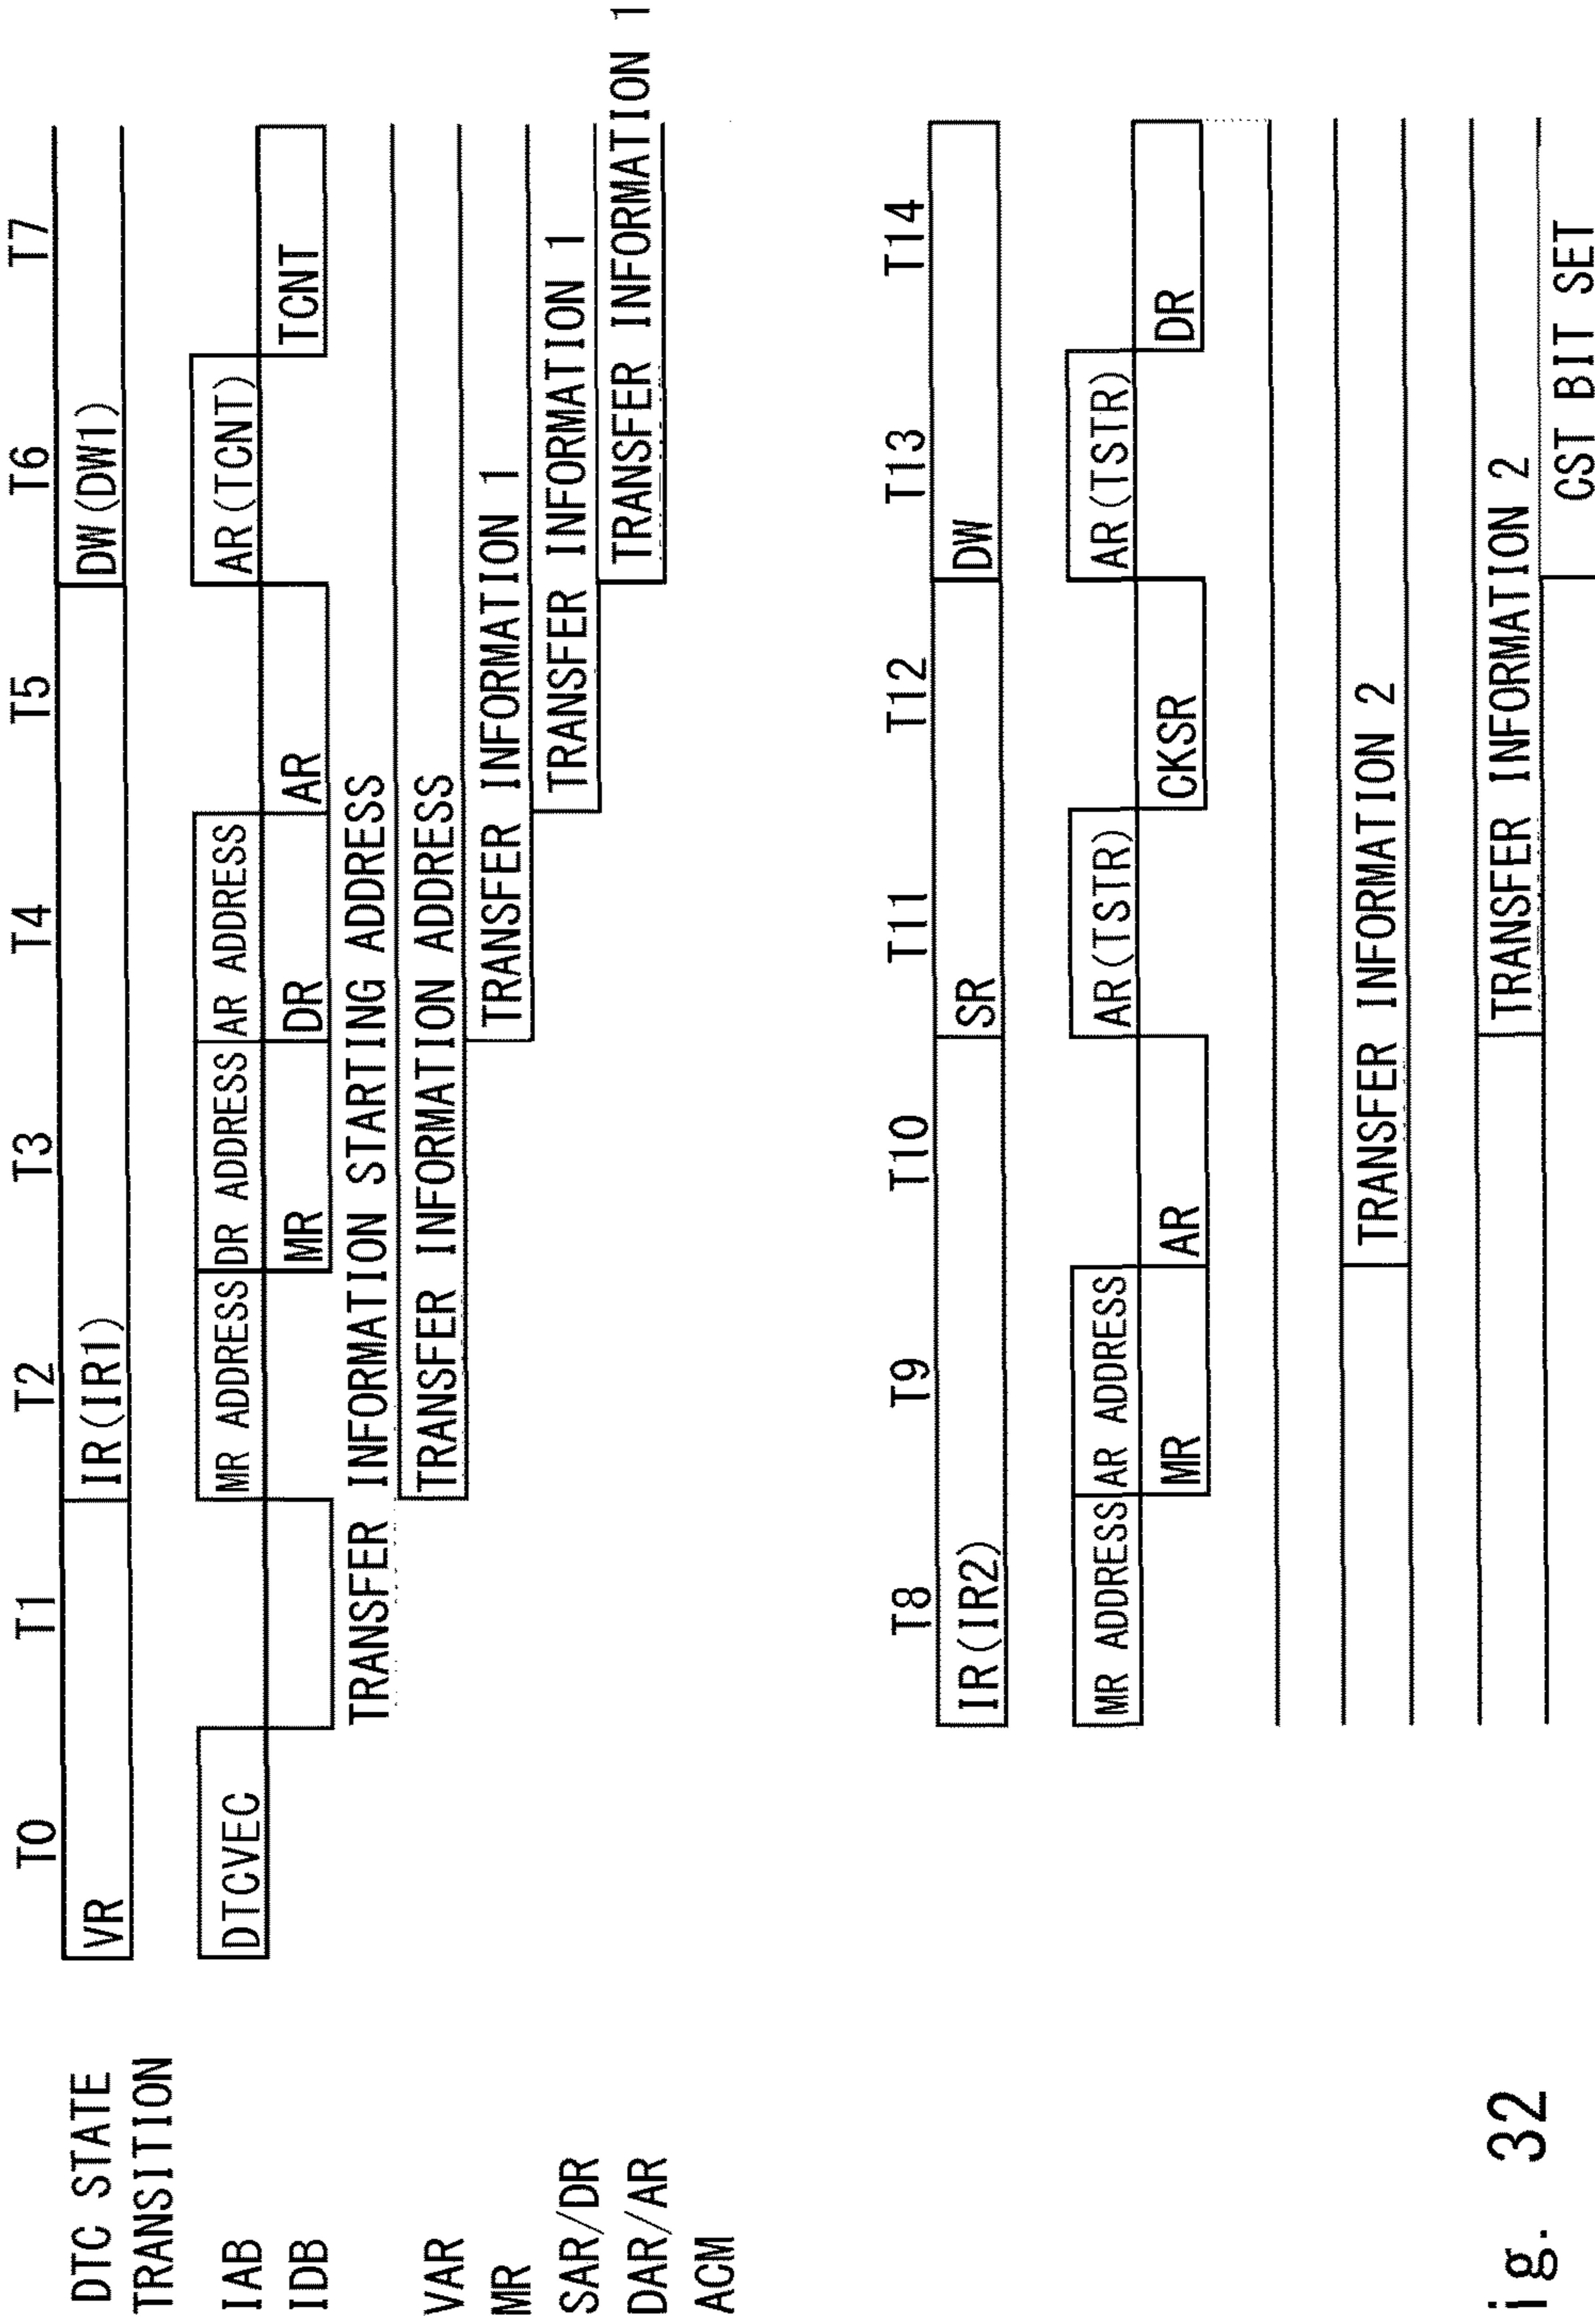 T0 T1 T2 T3 T4 T5 T6 T7
DTC STATE
TRANSITION
VR IR(IR1) DW(DW1)
IAB DTCVEC MR ADDRESS DR ADDRESS AR ADDRESS AR(TCNT)
IDB MR DR AR TCNT
TRANSFER INFORMATION STARTING ADDRESS
VAR TRANSFER INFORMATION ADDRESS
MR TRANSFER INFORMATION 1
SAR/DR TRANSFER INFORMATION 1
DAR/AR TRANSFER INFORMATION 1
ACM
T8 T9 T10 T11 T12 T13 T14
IR(IR2) SR DW
MR ADDRESS AR ADDRESS AR(TSTR) AR(TSTR)
MR AR CKSR DR
TRANSFER INFORMATION 2
TRANSFER INFORMATION 2
CST BIT SET
ig. 32